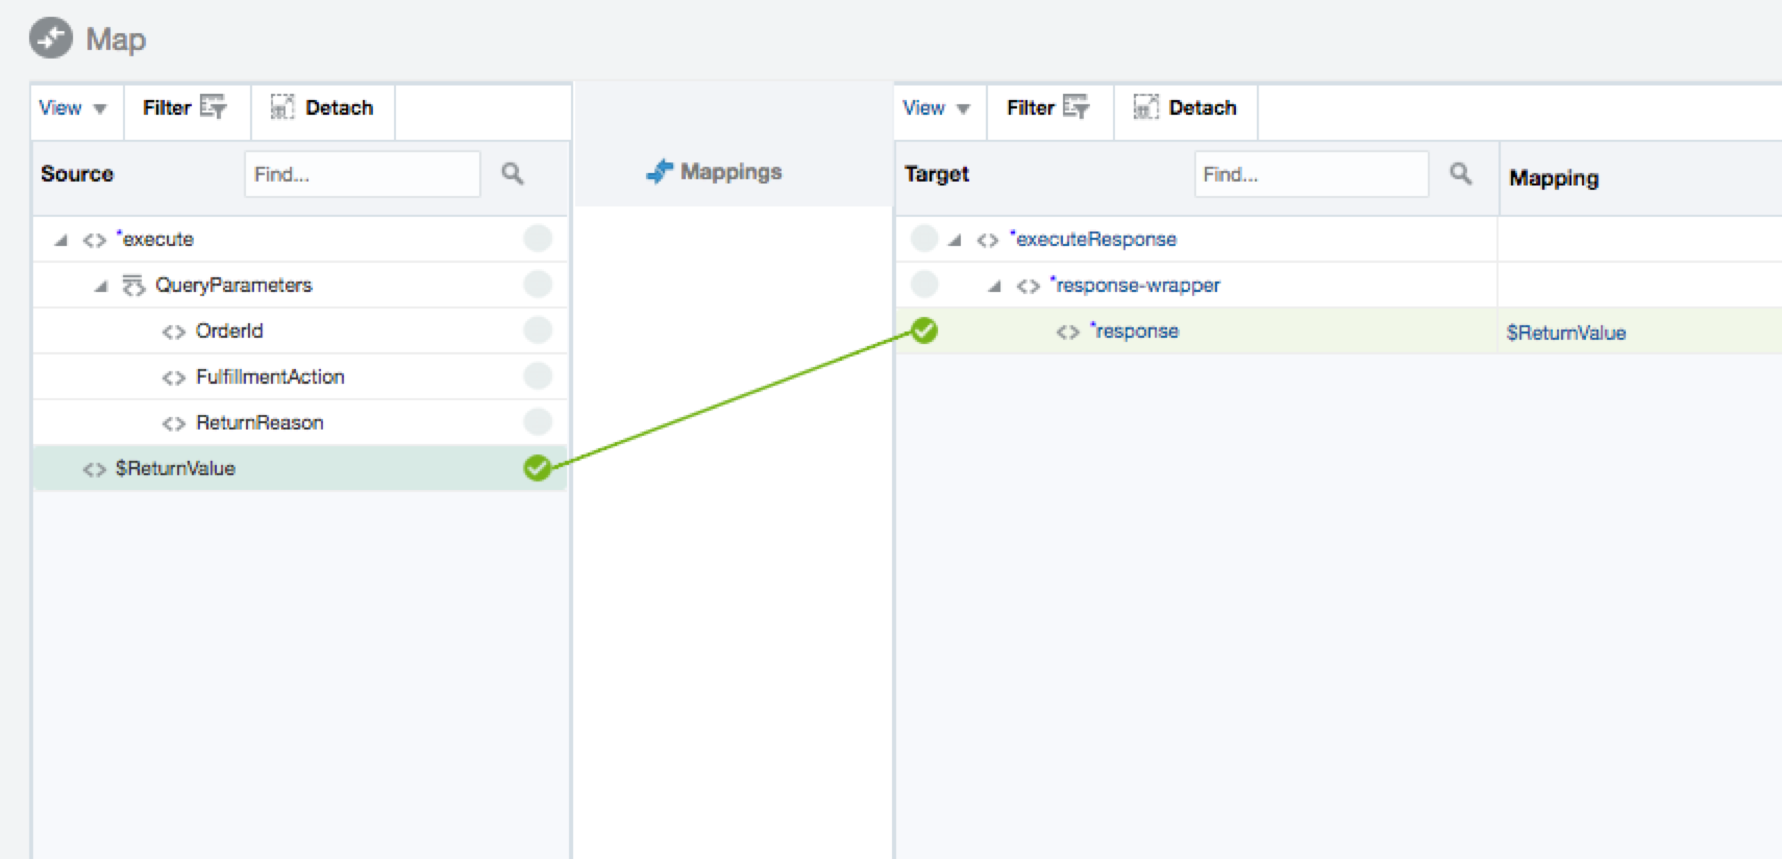 Map
View Filter Detach
Source Find...
*execute
QueryParameters
OrderId
FulfillmentAction
ReturnReason
$ReturnValue
Mappings
View Filter Detach
Target Find... Mapping
*executeResponse
*response-wrapper
*response $ReturnValue